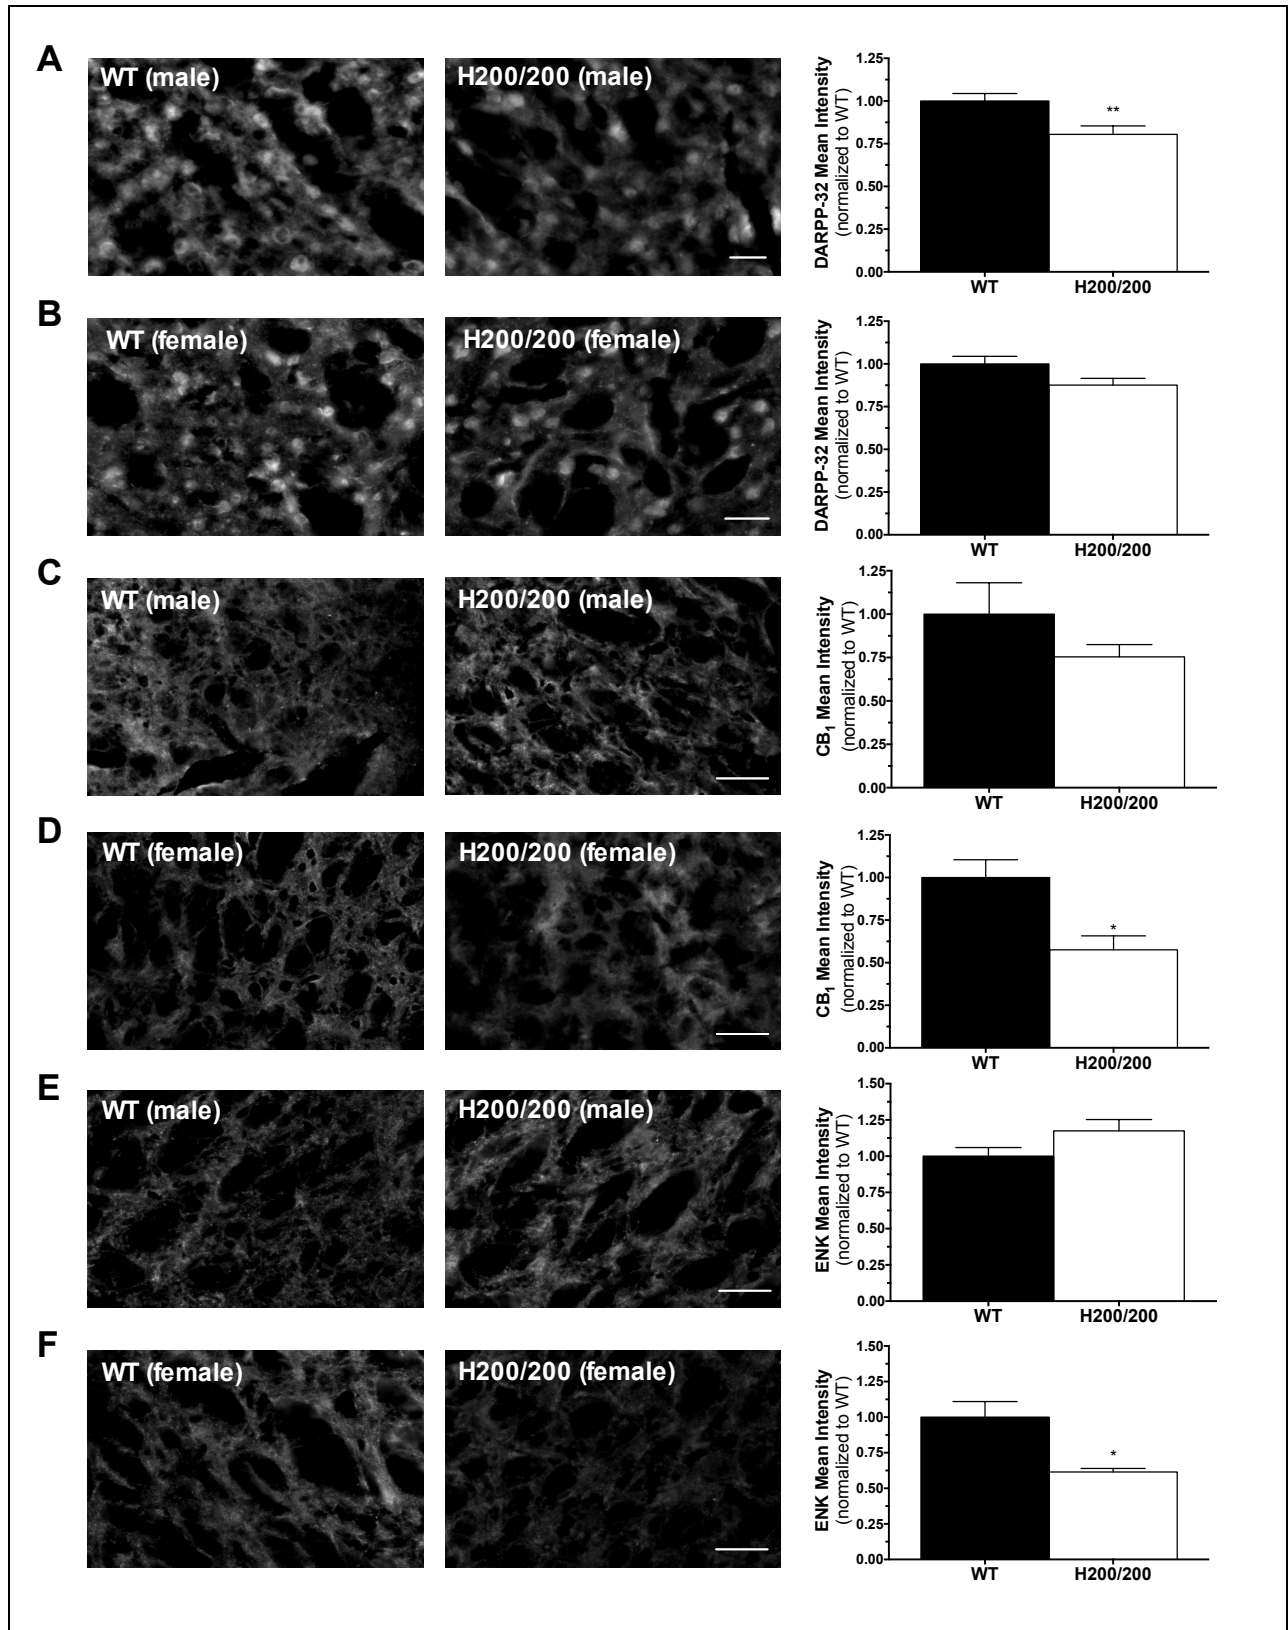 A
WT (male)
H200/200 (male)
DARPP-32 Mean Intensity
(normalized to WT)
1.25
1.00
0.75
0.50
0.25
0.00
**
WT
H200/200
B
WT (female)
H200/200 (female)
DARPP-32 Mean Intensity
(normalized to WT)
1.25
1.00
0.75
0.50
0.25
0.00
WT
H200/200
C
WT (male)
H200/200 (male)
CB1 Mean Intensity
(normalized to WT)
1.25
1.00
0.75
0.50
0.25
0.00
WT
H200/200
D
WT (female)
H200/200 (female)
CB1 Mean Intensity
(normalized to WT)
1.25
1.00
0.75
0.50
0.25
0.00
*
WT
H200/200
E
WT (male)
H200/200 (male)
ENK Mean Intensity
(normalized to WT)
1.50
1.25
1.00
0.75
0.50
0.25
0.00
WT
H200/200
F
WT (female)
H200/200 (female)
ENK Mean Intensity
(normalized to WT)
1.50
1.25
1.00
0.75
0.50
0.25
0.00
*
WT
H200/200